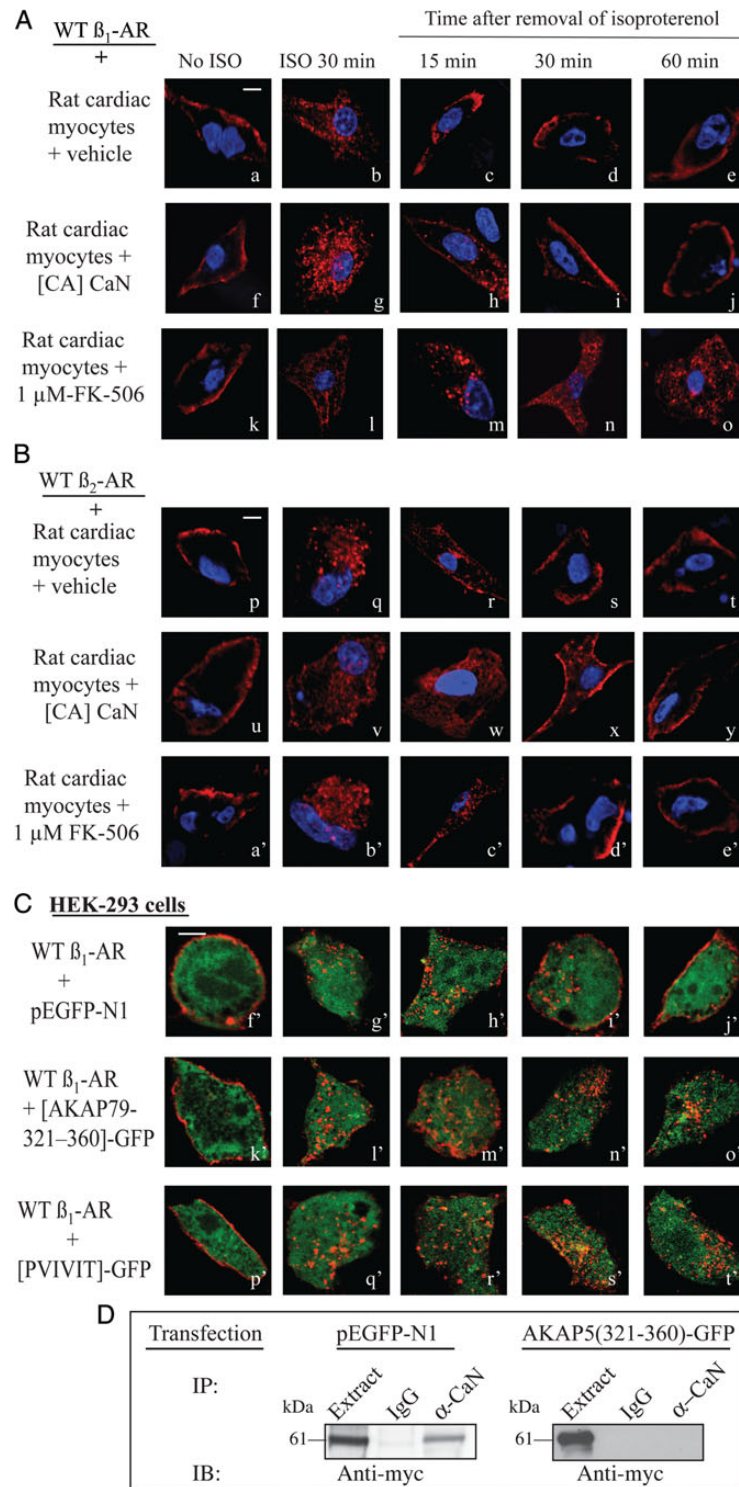 A
WT ß₁-AR
+
Time after removal of isoproterenol
No ISO ISO 30 min 15 min 30 min 60 min
Rat cardiac
myocytes
+ vehicle
a b c d e
Rat cardiac
myocytes +
[CA] CaN
f g h i j
Rat cardiac
myocytes +
1 µM-FK-506
k l m n o
B
WT ß₂-AR
+
Rat cardiac
myocytes
+ vehicle
p q r s t
Rat cardiac
myocytes +
[CA] CaN
u v w x y
Rat cardiac
myocytes +
1 µM FK-506
a' b' c' d' e'
C HEK-293 cells
WT ß₁-AR
+
pEGFP-N1
f' g' h' i' j'
WT ß₁-AR
+ [AKAP79-
321–360]-GFP
k' l' m' n' o'
WT ß₁-AR
+
[PVIVIT]-GFP
p' q' r' s' t'
D
Transfection pEGFP-N1 AKAP5(321-360)-GFP
IP: kDa Extract IgG α-CaN kDa Extract IgG α-CaN
61 61
IB: Anti-myc Anti-myc